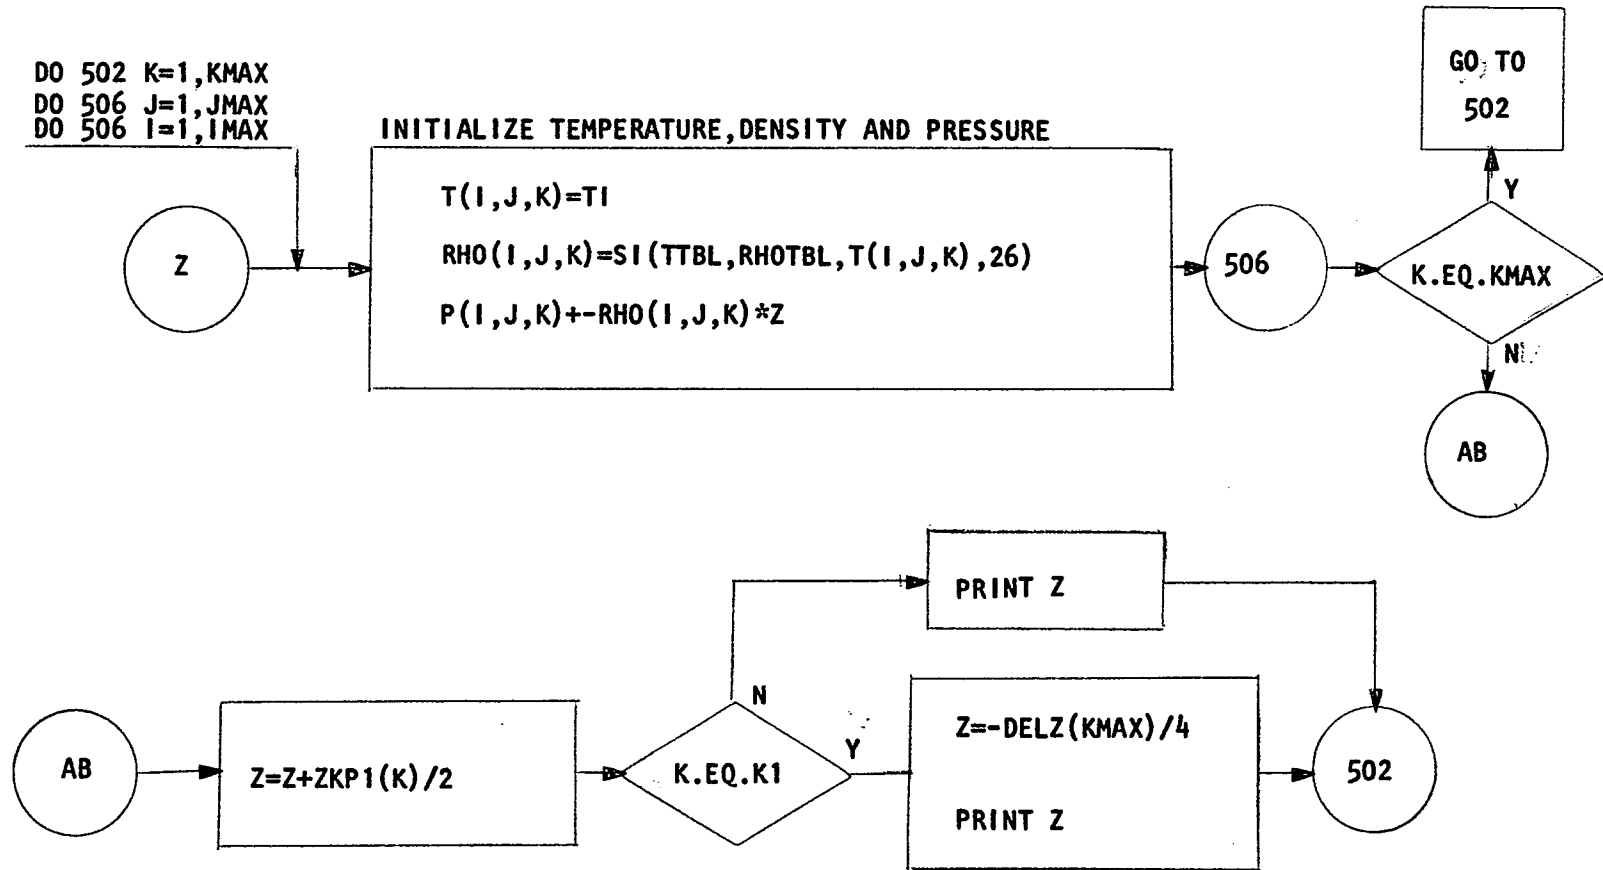 DO 502 K=1,KMAX
DO 506 J=1,JMAX
DO 506 I=1,IMAX
INITIALIZE TEMPERATURE,DENSITY AND PRESSURE
Z
T(I,J,K)=TI
RHO(I,J,K)=SI(TTBL,RHOTBL,T(I,J,K),26)
P(I,J,K)+-RHO(I,J,K)*Z
506
K.EQ.KMAX
Y
GO TO
502
N
AB
AB
Z=Z+ZKP1(K)/2
K.EQ.K1
N
PRINT Z
Y
Z=-DELZ(KMAX)/4
PRINT Z
502